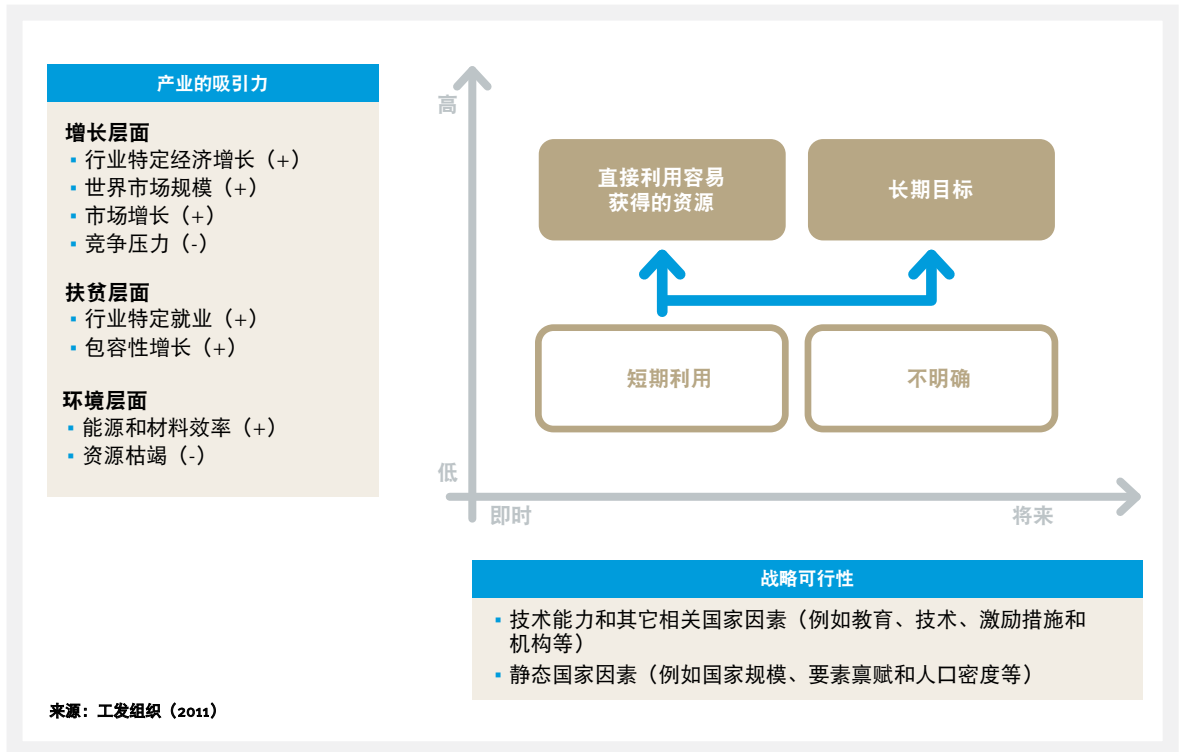 产业的吸引力
增长层面
▪ 行业特定经济增长（+）
▪ 世界市场规模（+）
▪ 市场增长（+）
▪ 竞争压力（-）
扶贫层面
▪ 行业特定就业（+）
▪ 包容性增长（+）
环境层面
▪ 能源和材料效率（+）
▪ 资源枯竭（-）
高
直接利用容易
获得的资源
长期目标
短期利用
不明确
低
即时
将来
战略可行性
▪ 技术能力和其它相关国家因素（例如教育、技术、激励措施和
机构等）
▪ 静态国家因素（例如国家规模、要素禀赋和人口密度等）
来源：工发组织（2011）